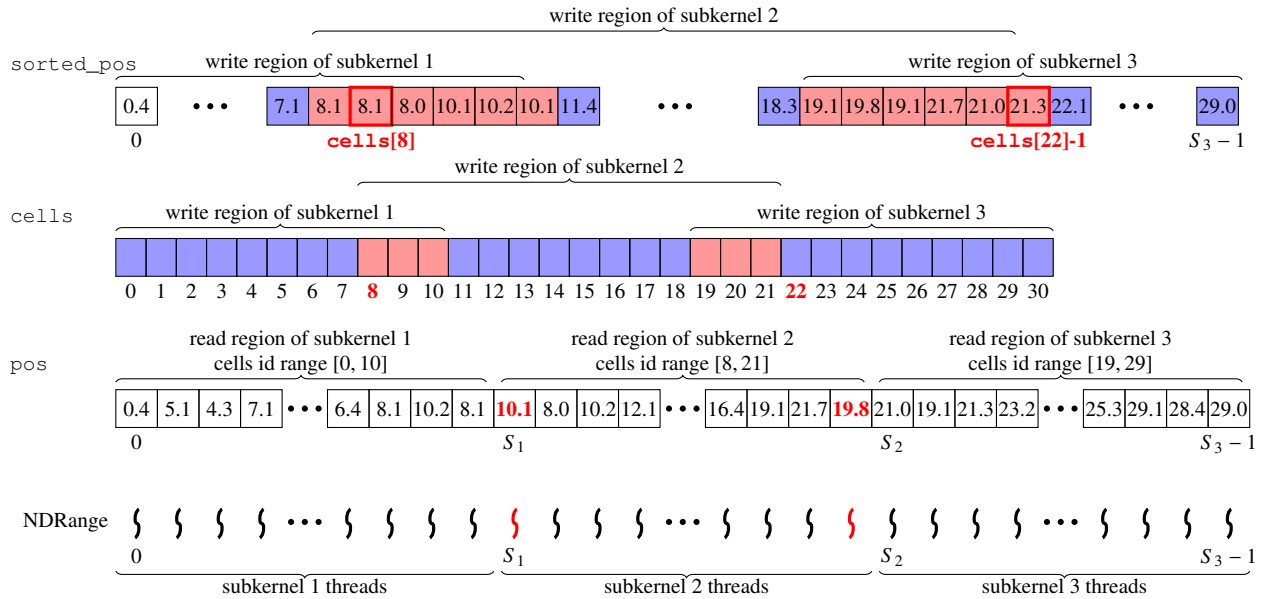 write region of subkernel 2
sorted_pos
write region of subkernel 1
write region of subkernel 3
0.4 ••• 7.1 8.1 8.1 8.0 10.1 10.2 10.1 11.4 ••• 18.3 19.1 19.8 19.1 21.7 21.0 21.3 22.1 ••• 29.0
0 cells[8] cells[22]-1 S3 − 1
write region of subkernel 2
cells
write region of subkernel 1
write region of subkernel 3
0 1 2 3 4 5 6 7 8 9 10 11 12 13 14 15 16 17 18 19 20 21 22 23 24 25 26 27 28 29 30
read region of subkernel 1 read region of subkernel 2 read region of subkernel 3
pos
cells id range [0, 10] cells id range [8, 21] cells id range [19, 29]
0.4 5.1 4.3 7.1 ••• 6.4 8.1 10.2 8.1 10.1 8.0 10.2 12.1 ••• 16.4 19.1 21.7 19.8 21.0 19.1 21.3 23.2 ••• 25.3 29.1 28.4 29.0
0 S1 S2 S3 − 1
NDRange ••• ••• •••
0 S1 S2 S3 − 1
subkernel 1 threads subkernel 2 threads subkernel 3 threads